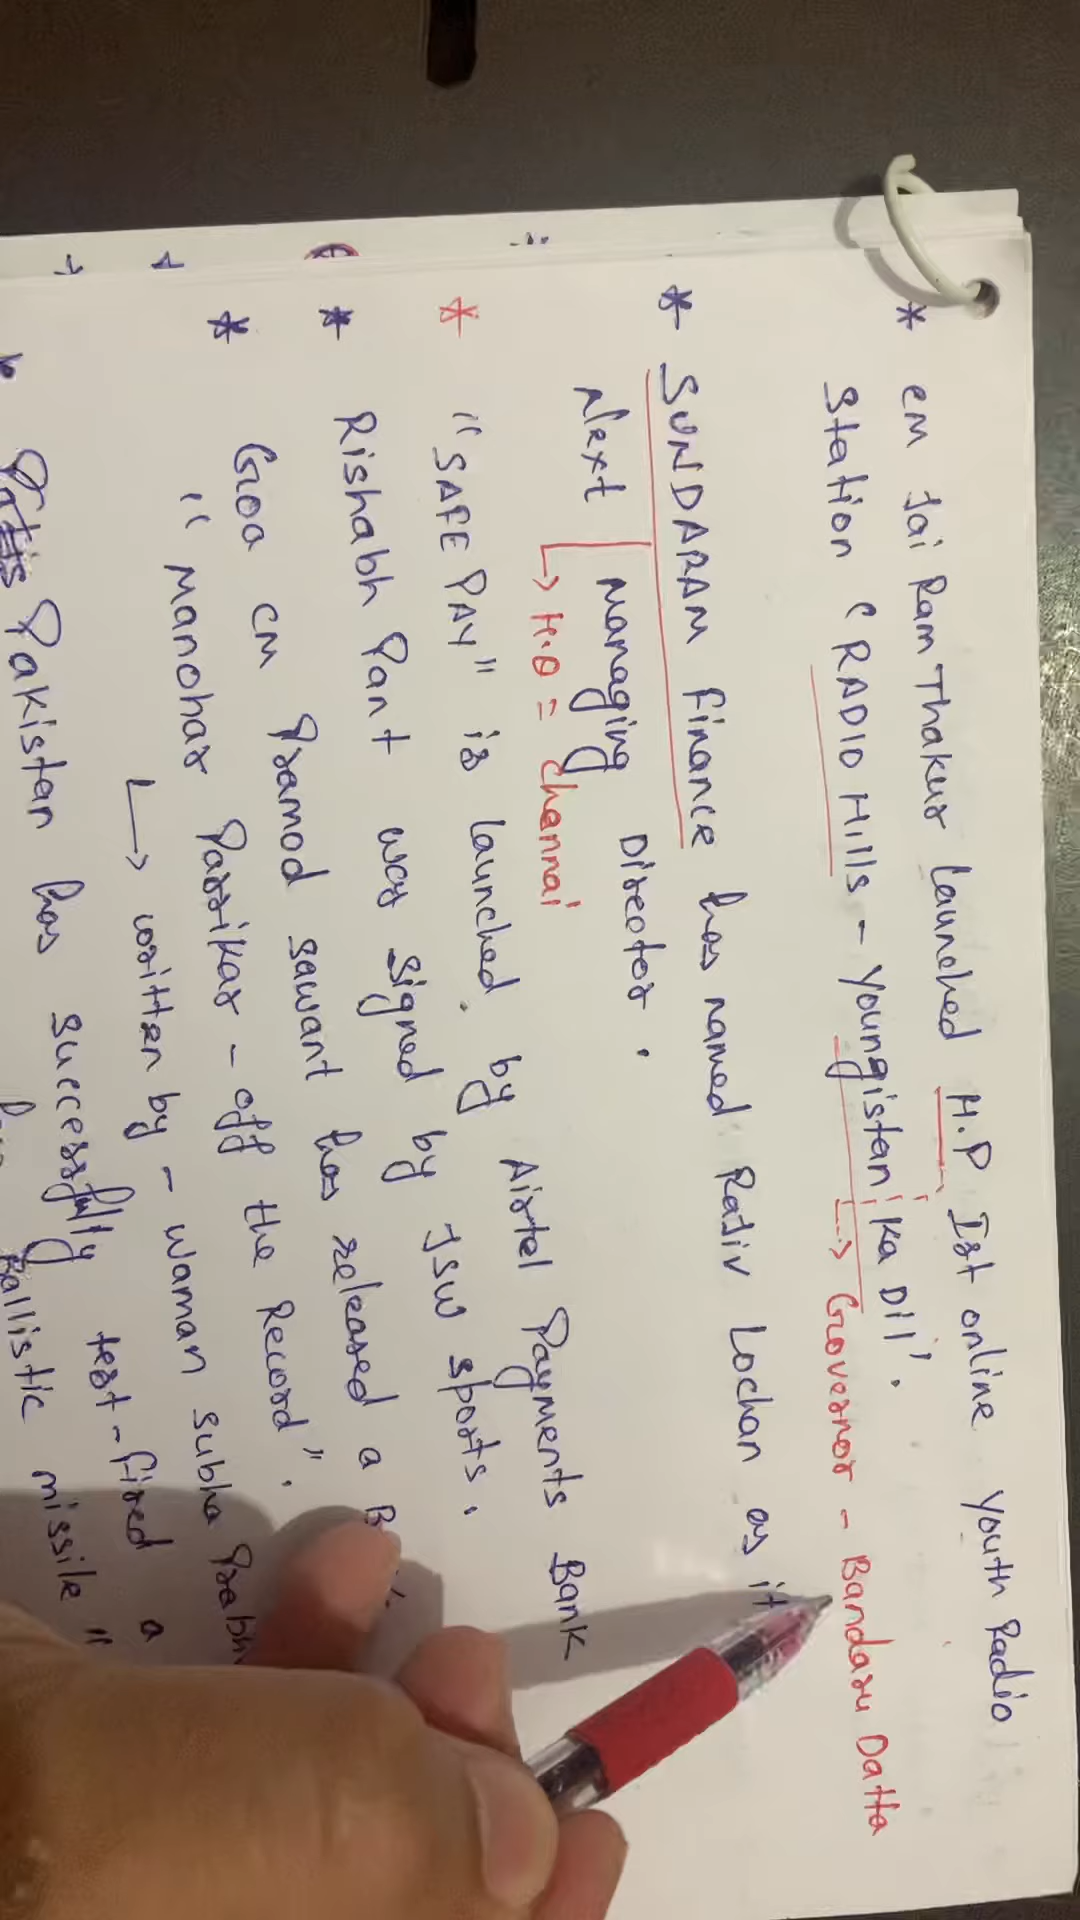 * CM Jai Ram Thakur launched H.P Ist online Youth Radio
Station ( RADIO Hills - Youngistan Ka Dil'.
↳ Governor - Bandaru Datta
* SUNDARAM Finance has named Rajiv Lochan as it
Next Managing Director.
↳ H.O = Chennai
* "SAFE PAY" is launched by Airtel Payments Bank
* Rishabh Pant was signed by JSW sports.
* Goa CM Pramod Sawant has released a
" Manohar Parrikar - off the Record".
↳ written by - Waman Subha Prabh
Pakistan has successfully test-fired a
Ballistic missile "